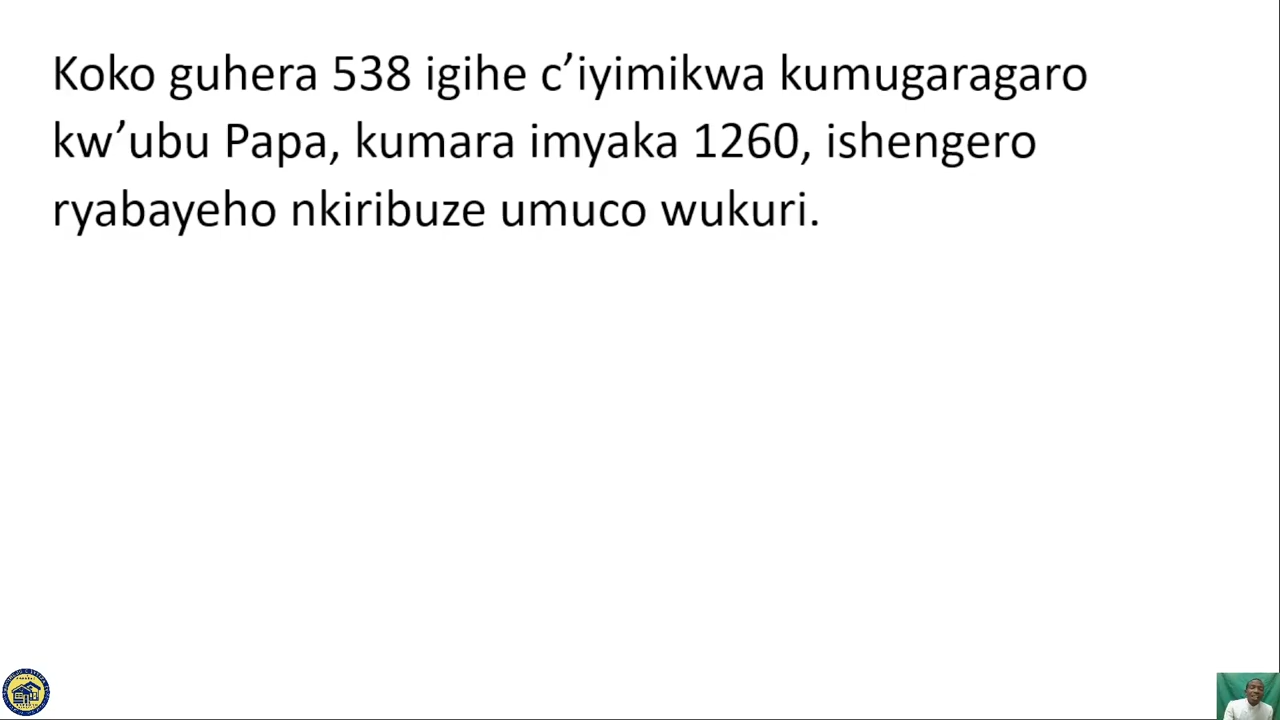 Koko guhera 538 igihe c’iyimikwa kumugaragaro
kw’ubu Papa, kumara imyaka 1260, ishengero
ryabayeho nkiribuze umuco wukuri.